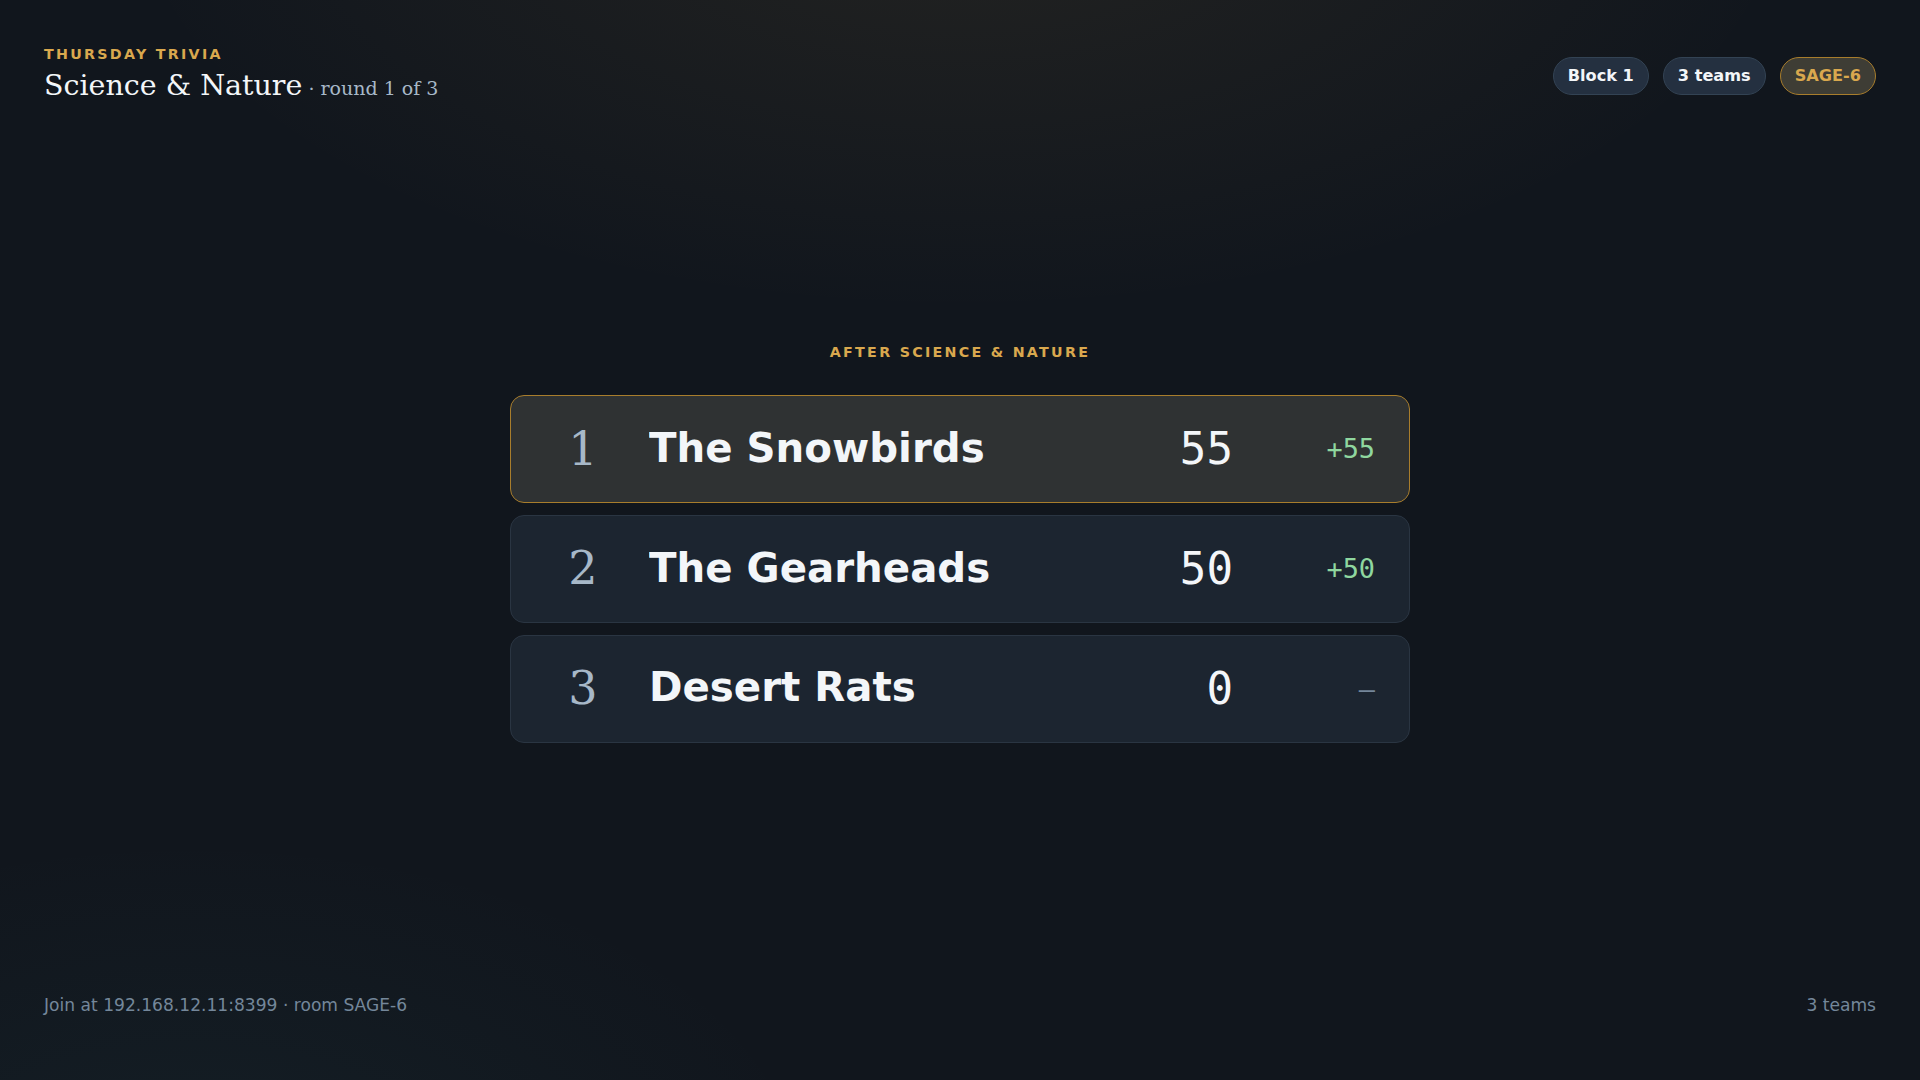 THURSDAY TRIVIA
Science & Nature · round 1 of 3
Block 1
3 teams
SAGE-6
AFTER SCIENCE & NATURE
1 The Snowbirds 55 +55
2 The Gearheads 50 +50
3 Desert Rats 0 —
Join at 192.168.12.11:8399 · room SAGE-6
3 teams